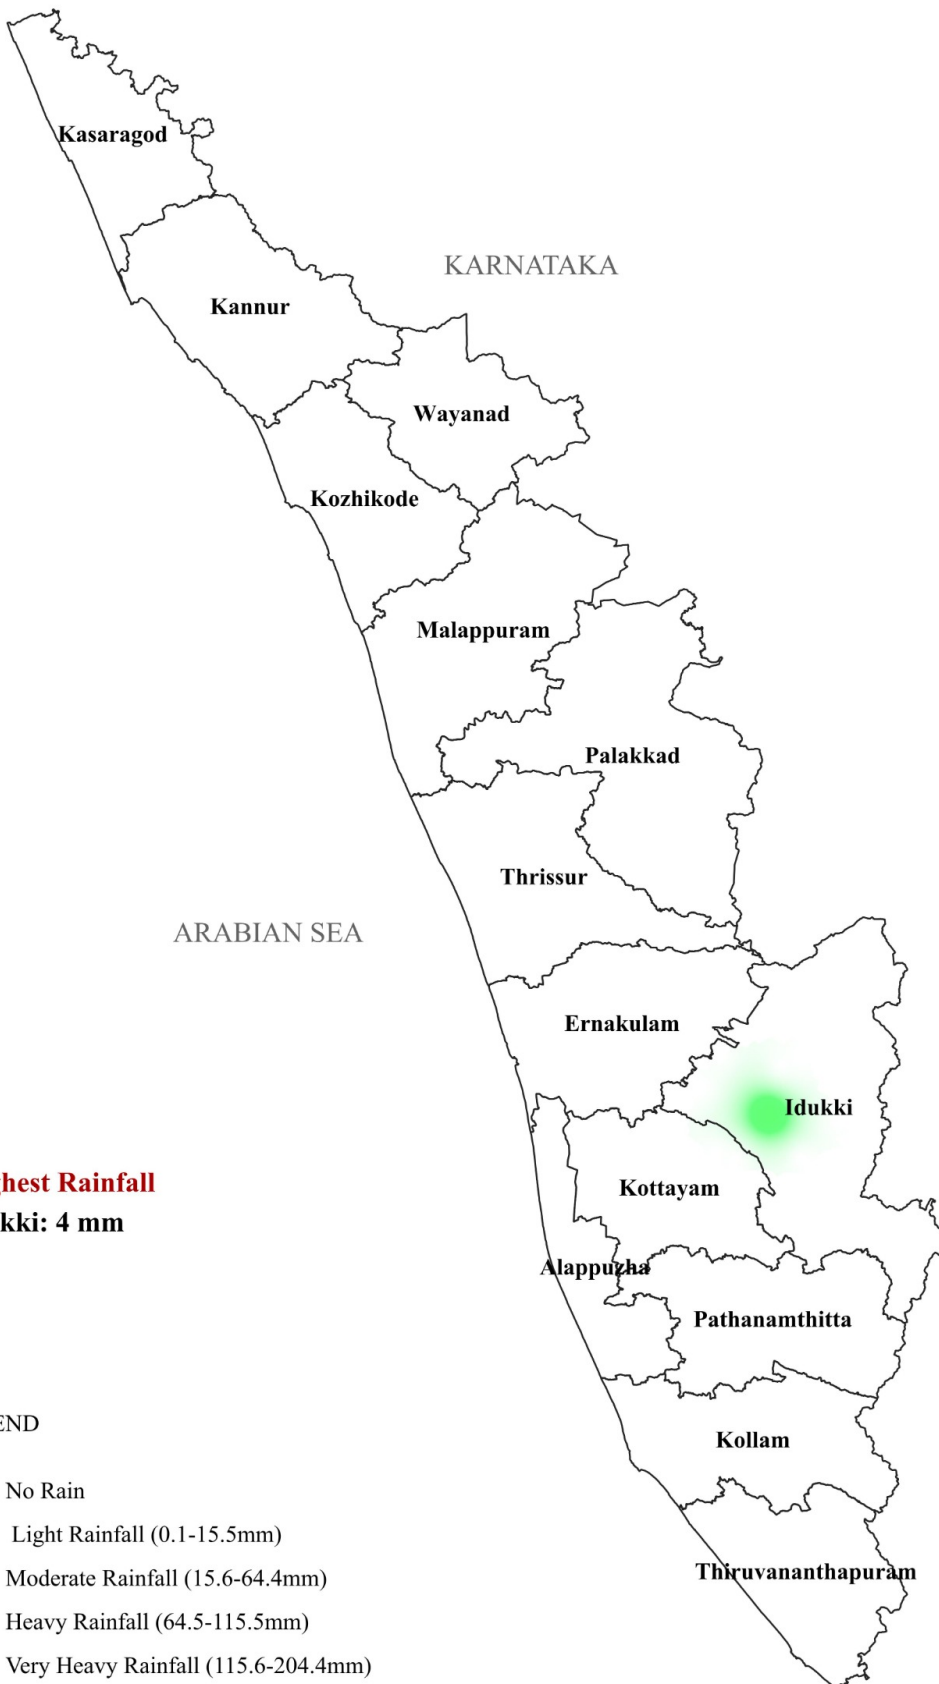 Kasaragod
KARNATAKA
Kannur
Wayanad
Kozhikode
Malappuram
Palakkad
Thrissur
ARABIAN SEA
Ernakulam
Idukki
ghest Rainfall
Kottayam
kki: 4 mm
Alappuzha
Pathanamthitta
END
Kollam
No Rain
Light Rainfall (0.1-15.5mm)
Thiruvananthapuram
Moderate Rainfall (15.6-64.4mm)
Heavy Rainfall (64.5-115.5mm)
Very Heavy Rainfall (115.6-204.4mm)